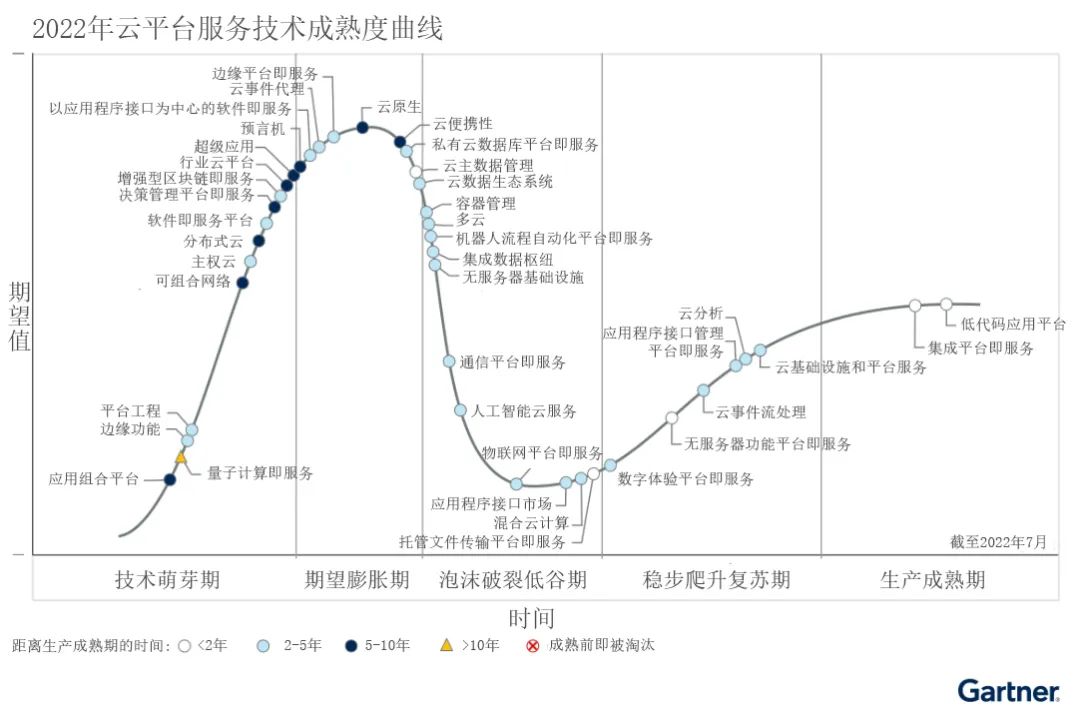 2022年云平台服务技术成熟度曲线
边缘平台即服务
云事件代理
以应用程序接口为中心的软件即服务
预言机
超级应用
行业云平台
增强型区块链即服务
决策管理平台即服务
软件即服务平台
分布式云
主权云
可组合网络
平台工程
边缘功能
应用组合平台
量子计算即服务
云原生
云便携性
私有云数据库平台即服务
云主数据管理
云数据生态系统
容器管理
多云
机器人流程自动化平台即服务
集成数据枢纽
无服务器基础设施
通信平台即服务
人工智能云服务
物联网平台即服务
应用程序接口市场
混合云计算
托管文件传输平台即服务
数字体验平台即服务
无服务器功能平台即服务
云事件流处理
云分析
应用程序接口管理
平台即服务
云基础设施和平台服务
集成平台即服务
低代码应用平台
期望值
截至2022年7月
技术萌芽期
期望膨胀期
泡沫破裂低谷期
稳步爬升复苏期
生产成熟期
时间
距离生产成熟期的时间: <2年 2-5年 5-10年 >10年 成熟前即被淘汰
Gartner